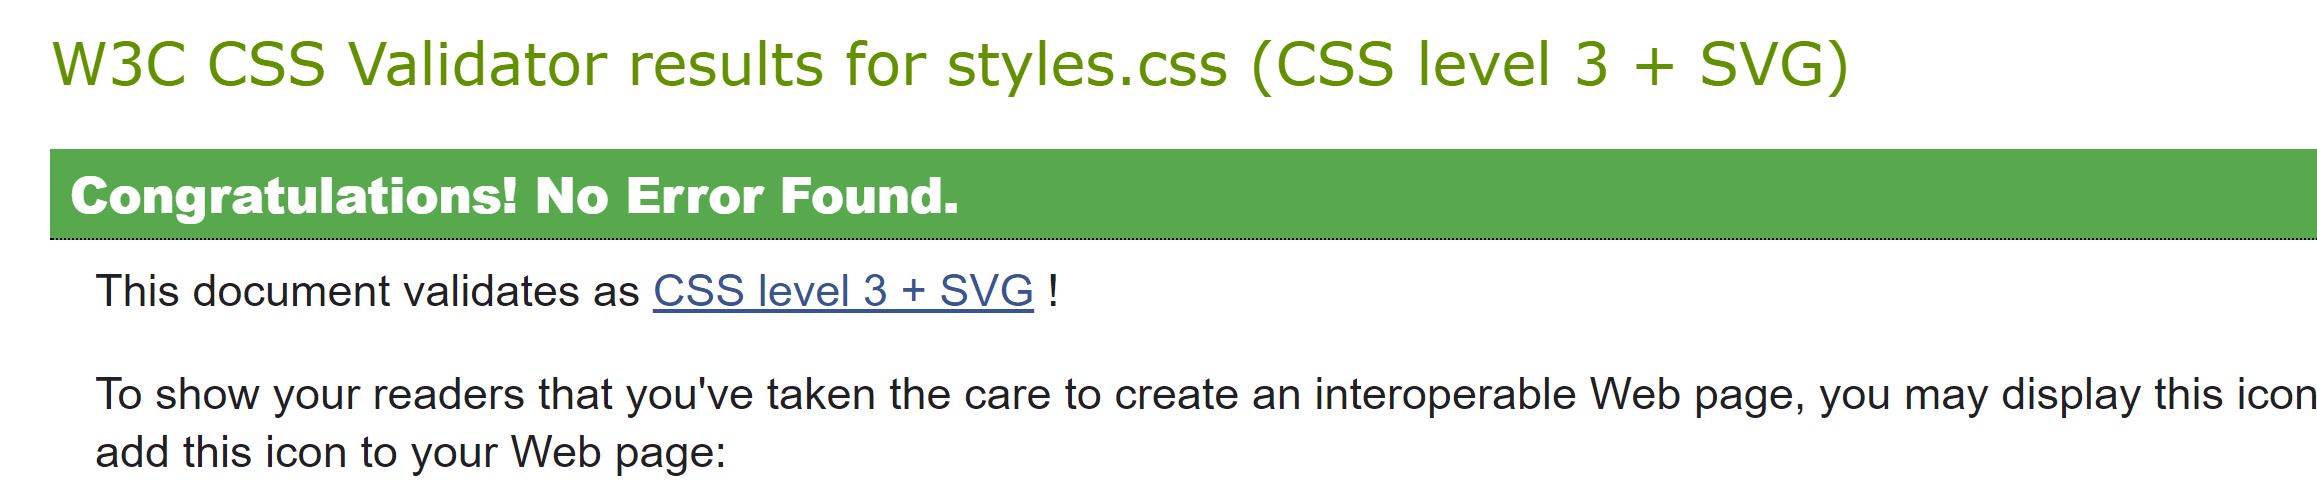 W3C CSS Validator results for styles.css (CSS level 3 + SVG)
Congratulations! No Error Found.
This document validates as CSS level 3 + SVG !
To show your readers that you've taken the care to create an interoperable Web page, you may display this icon
add this icon to your Web page: